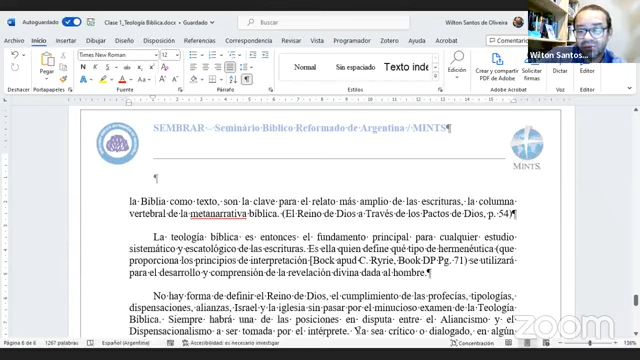 Autoguardado
Clase 1_Teología Bíblica.docx • Guardado
Buscar
Wilton Santos de Oliveira
Archivo Inicio Insertar Dibujar Diseño Disposición Referencias Correspondencia Revisar Vista Programador Zotero Ayuda Acrobat
Comentarios
Times New Roman 12
Pegar
Normal Sin espaciado Texto inde
Edición
Crear y compartir PDF de Adobe
Solicitar firmas
Dictar
Editor
Deshacer Portapapeles Fuente Párrafo Estilos Adobe Acrobat Voz
Wilton Santos...
SEMBRAR – Seminário Bíblico Reformado de Argentina / MINTS¶
MINTS
¶
la Biblia como texto, son la clave para el relato más amplio de las escrituras, la columna
vertebral de la metanarrativa bíblica. (El Reino de Dios a Través de los Pactos de Dios, p. 54)¶
La teología bíblica es entonces el fundamento principal para cualquier estudio
sistemático y escatológico de las escrituras. Es ella quien define qué tipo de hermenéutica (que
proporciona los principios de interpretación [Bock apud C. Ryrie, Book DP Pg. 71) se utilizará
para el desarrollo y comprensión de la revelación divina dada al hombre.¶
No hay forma de definir el Reino de Dios, el cumplimiento de las profecías, tipologías,
dispensaciones, alianzas, Israel y la iglesia sin pasar por el minucioso examen de la Teología
Bíblica. Siempre habrá una de las posiciones en disputa entre el Aliancismo y el
Dispensacionalismo a ser tomada por el intérprete. Ya sea crítico o dialogado, en algún
zoom
Página 6 de 6 1267 palabras Español (Argentina) Accesibilidad: es necesario investigar 136%